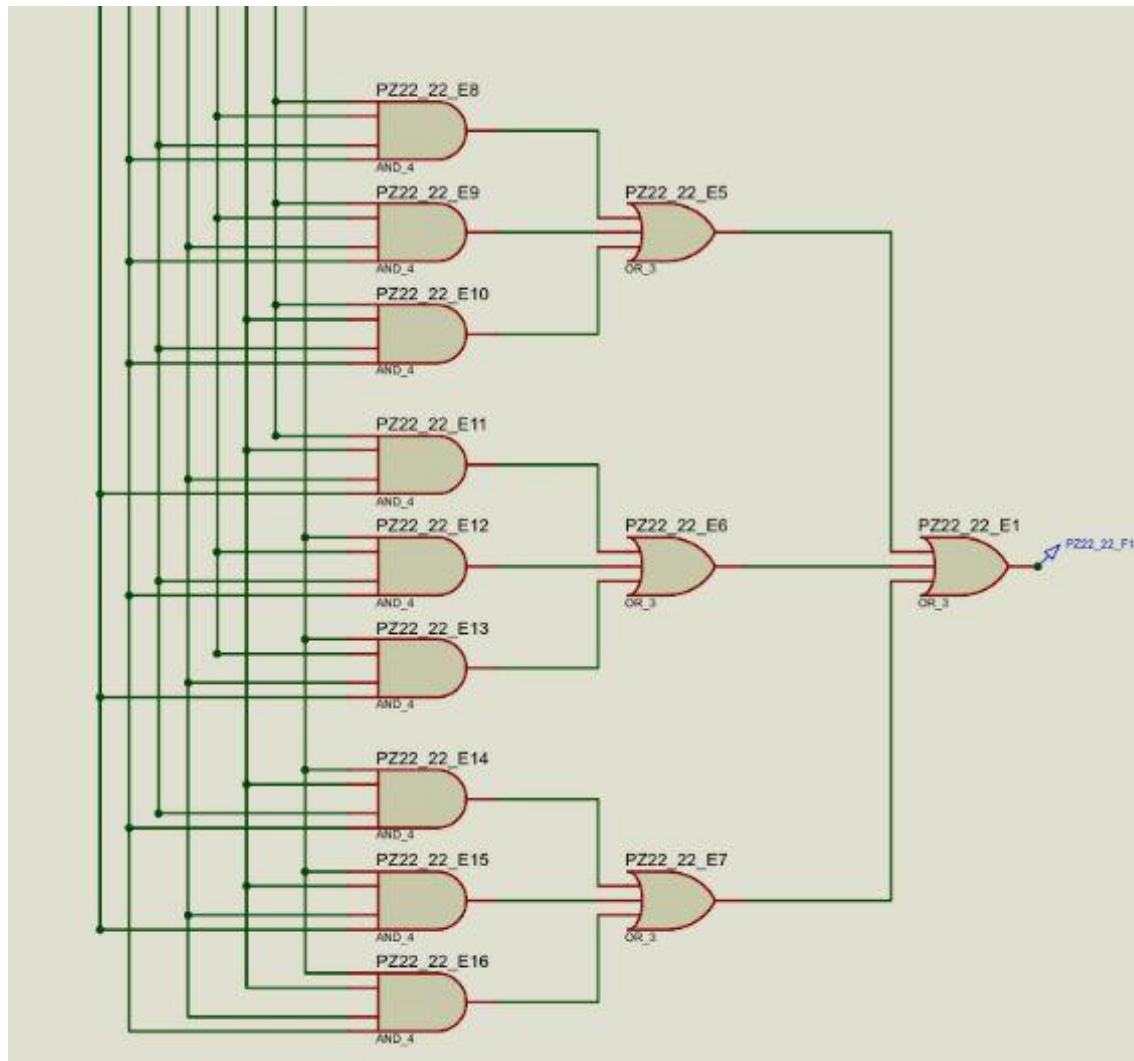 PZ22_22_E8
AND_4
PZ22_22_E9
AND_4
PZ22_22_E5
OR_3
PZ22_22_E10
AND_4
PZ22_22_E11
AND_4
PZ22_22_E12
AND_4
PZ22_22_E6
OR_3
PZ22_22_E1
OR_3
PZ22_22_F1
PZ22_22_E13
AND_4
PZ22_22_E14
AND_4
PZ22_22_E15
AND_4
PZ22_22_E7
OR_3
PZ22_22_E16
AND_4